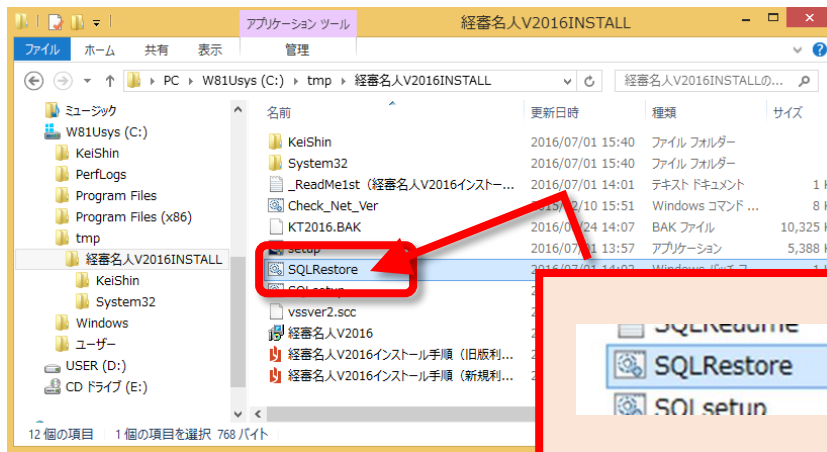 アプリケーション ツール
経審名人V2016INSTALL
ファイル ホーム 共有 表示 管理
PC W81Usys (C:) tmp 経審名人V2016INSTALL
経審名人V2016INSTALLの...
名前 更新日時 種類 サイズ
ミュージック
W81Usys (C:)
KeiShin
PerfLogs
Program Files
Program Files (x86)
tmp
経審名人V2016INSTALL
KeiShin
System32
Windows
ユーザー
USER (D:)
CD ドライブ (E:)
KeiShin 2016/07/01 15:40 ファイル フォルダー
System32 2016/07/01 15:40 ファイル フォルダー
_ReadMe1st（経審名人V2016インストー... 2016/07/01 14:01 テキスト ドキュメント 1
Check_Net_Ver 15:51 Windows コマンド ... 8
KT2016.BAK 14:07 BAK ファイル 10,325
setup 13:57 アプリケーション 5,388
SQLRestore
SQLsetup
vssver2.scc
経審名人V2016
経審名人V2016インストール手順（旧版利...
経審名人V2016インストール手順（新規利...
12 個の項目 1 個の項目を選択 768 バイト
SQLReadme
SQLRestore
SQLsetup